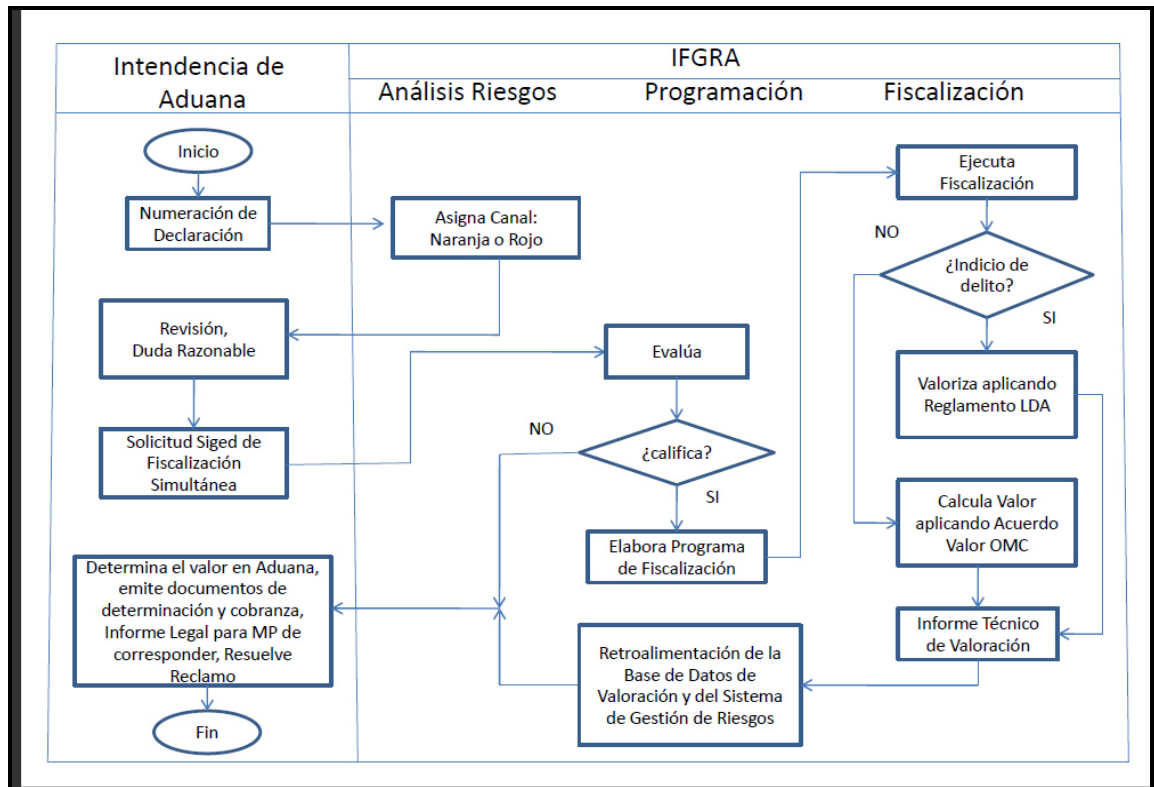 Intendencia de
Aduana
IFGRA
Análisis Riesgos
Programación
Fiscalización
Inicio
Numeración de
Declaración
Asigna Canal:
Naranja o Rojo
Revisión,
Duda Razonable
Solicitud Siged de
Fiscalización
Simultánea
Evalúa
¿califica?
NO
SI
Elabora Programa
de Fiscalización
Ejecuta
Fiscalización
¿Indicio de
delito?
NO
SI
Valoriza aplicando
Reglamento LDA
Calcula Valor
aplicando Acuerdo
Valor OMC
Informe Técnico
de Valoración
Retroalimentación de la
Base de Datos de
Valoración y del Sistema
de Gestión de Riesgos
Determina el valor en Aduana,
emite documentos de
determinación y cobranza,
Informe Legal para MP de
corresponder, Resuelve
Reclamo
Fin